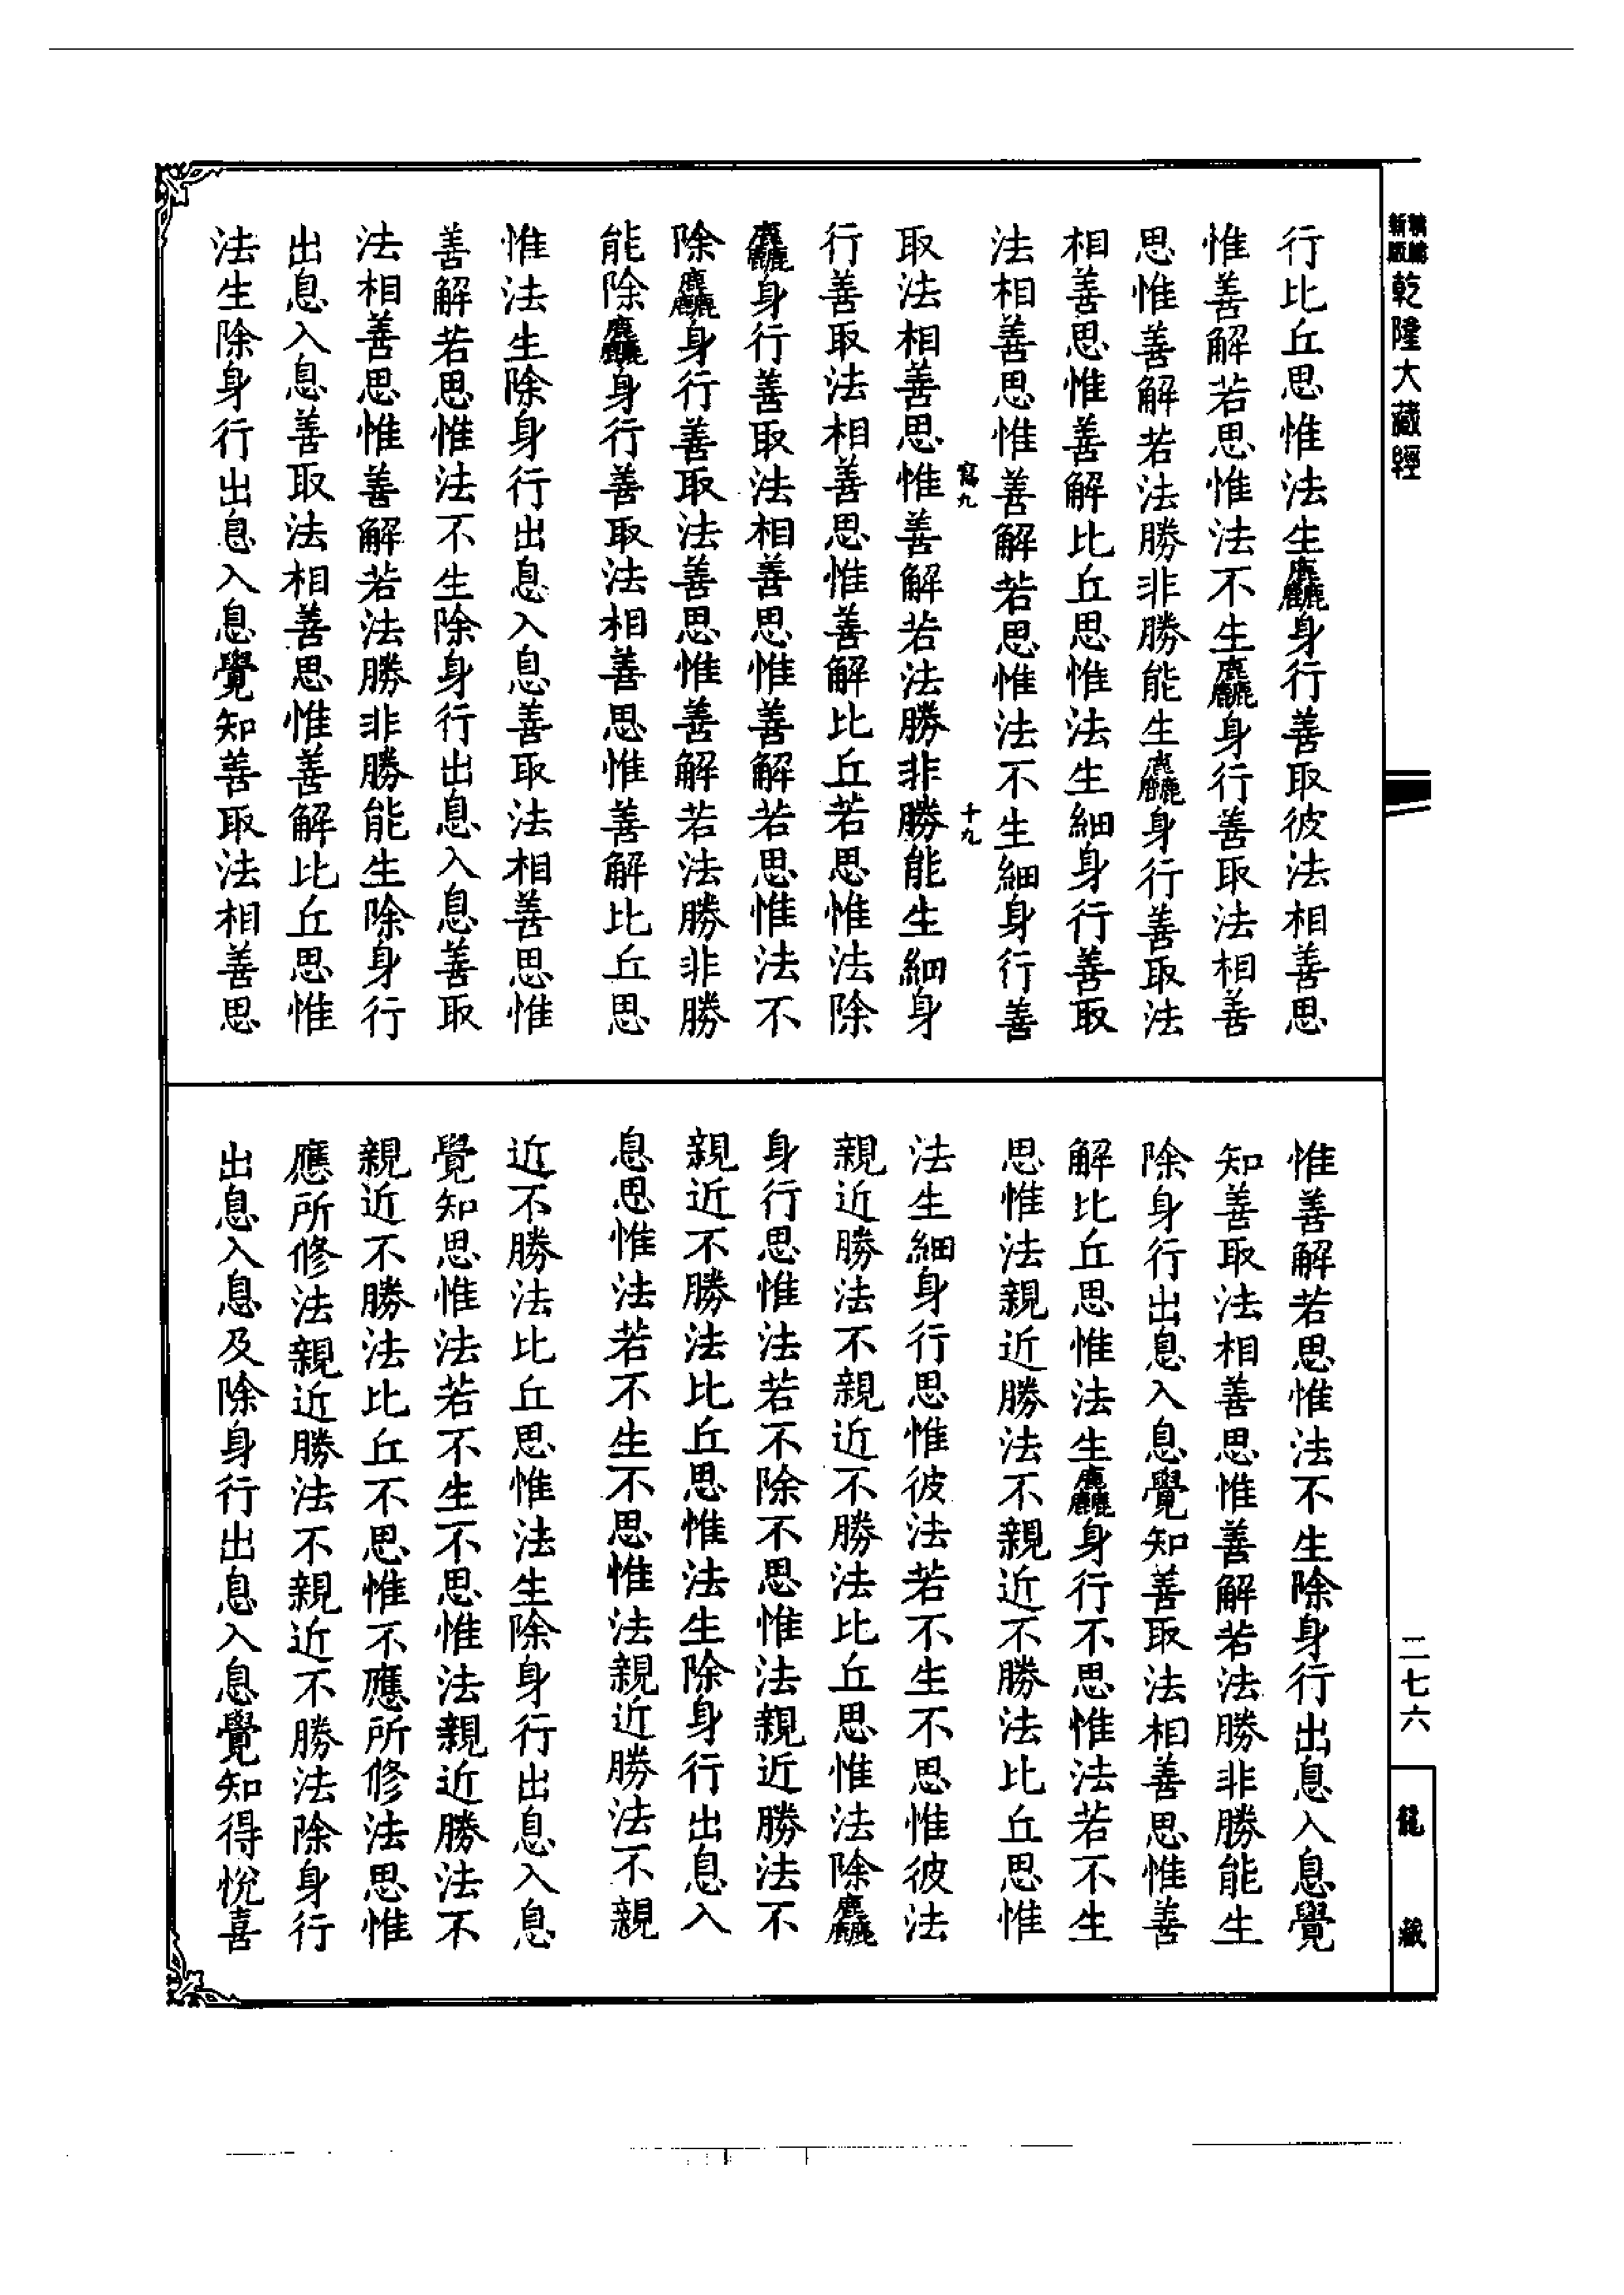 新版
乾隆大藏經
二七六
龍藏
行比丘思惟法生麤身行善取彼法相善思
惟善解若思惟法不生麤身行善取法相善
思惟善解若法勝非勝能生麤身行善取法
相善思惟善解比丘思惟法生細身行善取
法相善思惟善解若思惟法不生細身行善
寫九
十九
取法相善思惟善解若法勝非勝能生細身
行善取法相善思惟善解比丘若思惟法除
麤身行善取法相善思惟善解若思惟法不
除麤身行善取法善思惟善解若法勝非勝
能除麤身行善取法相善思惟善解比丘思
惟法生除身行出息入息善取法相善思惟
善解若思惟法不生除身行出息入息善取
法相善思惟善解若法勝非勝能生除身行
出息入息善取法相善思惟善解比丘思惟
法生除身行出息入息覺知善取法相善思
惟善解若思惟法不生除身行出息入息覺
知善取法相善思惟善解若法勝非勝能生
除身行出息入息覺知善取法相善思惟善
解比丘思惟法生麤身行不思惟法若不生
思惟法親近勝法不親近不勝法比丘思惟
法生細身行思惟彼法若不生不思惟彼法
親近勝法不親近不勝法比丘思惟法除麤
身行思惟法若不除不思惟法親近勝法不
親近不勝法比丘思惟法生除身行出息入
息思惟法若不生不思惟法親近勝法不親
近不勝法比丘思惟法生除身行出息入息
覺知思惟法若不生不思惟法親近勝法不
親近不勝法比丘不思惟不應所修法思惟
應所修法親近勝法不親近不勝法除身行
出息入息及除身行出息入息覺知得悅喜